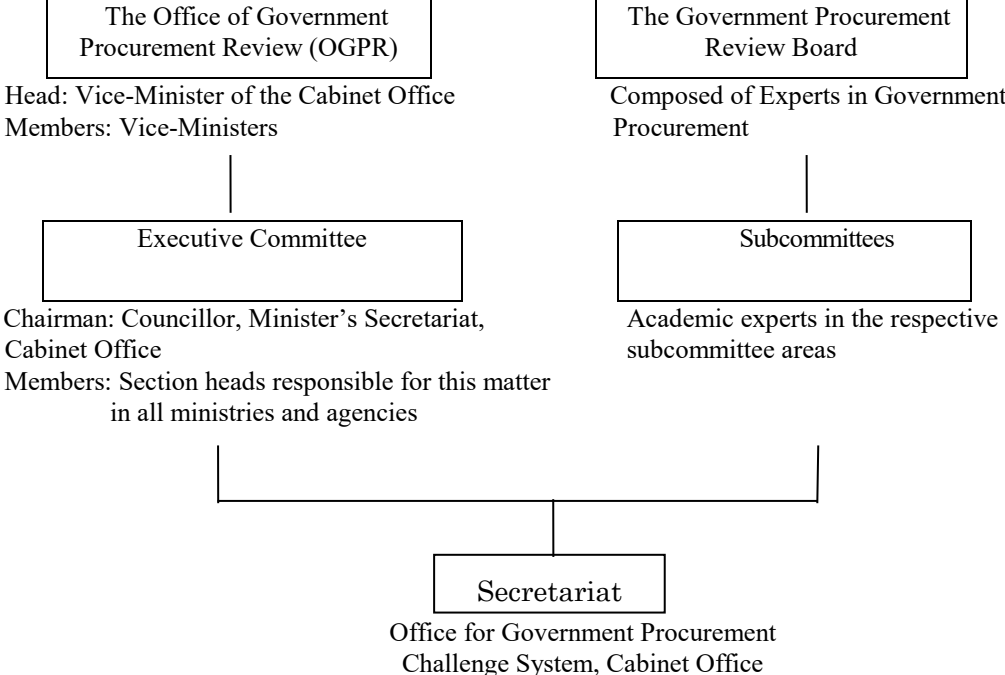 The Office of Government
Procurement Review (OGPR)
Head: Vice-Minister of the Cabinet Office
Members: Vice-Ministers
The Government Procurement
Review Board
Composed of Experts in Government
Procurement
Executive Committee
Chairman: Councillor, Minister’s Secretariat,
Cabinet Office
Members: Section heads responsible for this matter
in all ministries and agencies
Subcommittees
Academic experts in the respective
subcommittee areas
Secretariat
Office for Government Procurement
Challenge System, Cabinet Office